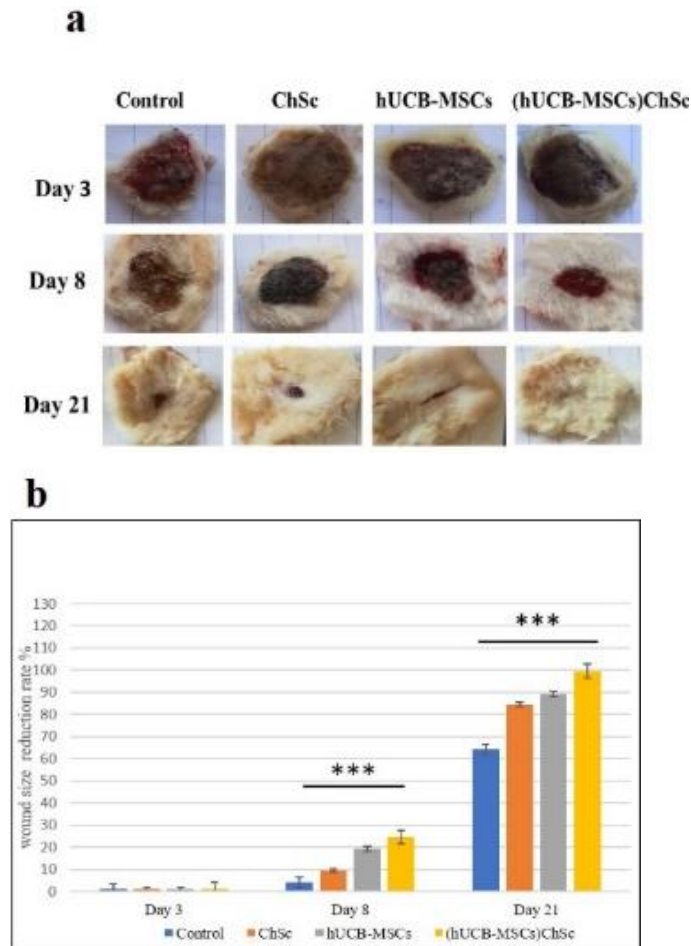 a
Control ChSc hUCB-MSCs (hUCB-MSCs)ChSc
Day 3
Day 8
Day 21
b
130
120
110
100
90
80
70
60
50
40
30
20
10
0
wound size reduction rate %
***
***
Day 3 Day 8 Day 21
Control ChSc hUCB-MSCs (hUCB-MSCs)ChSc